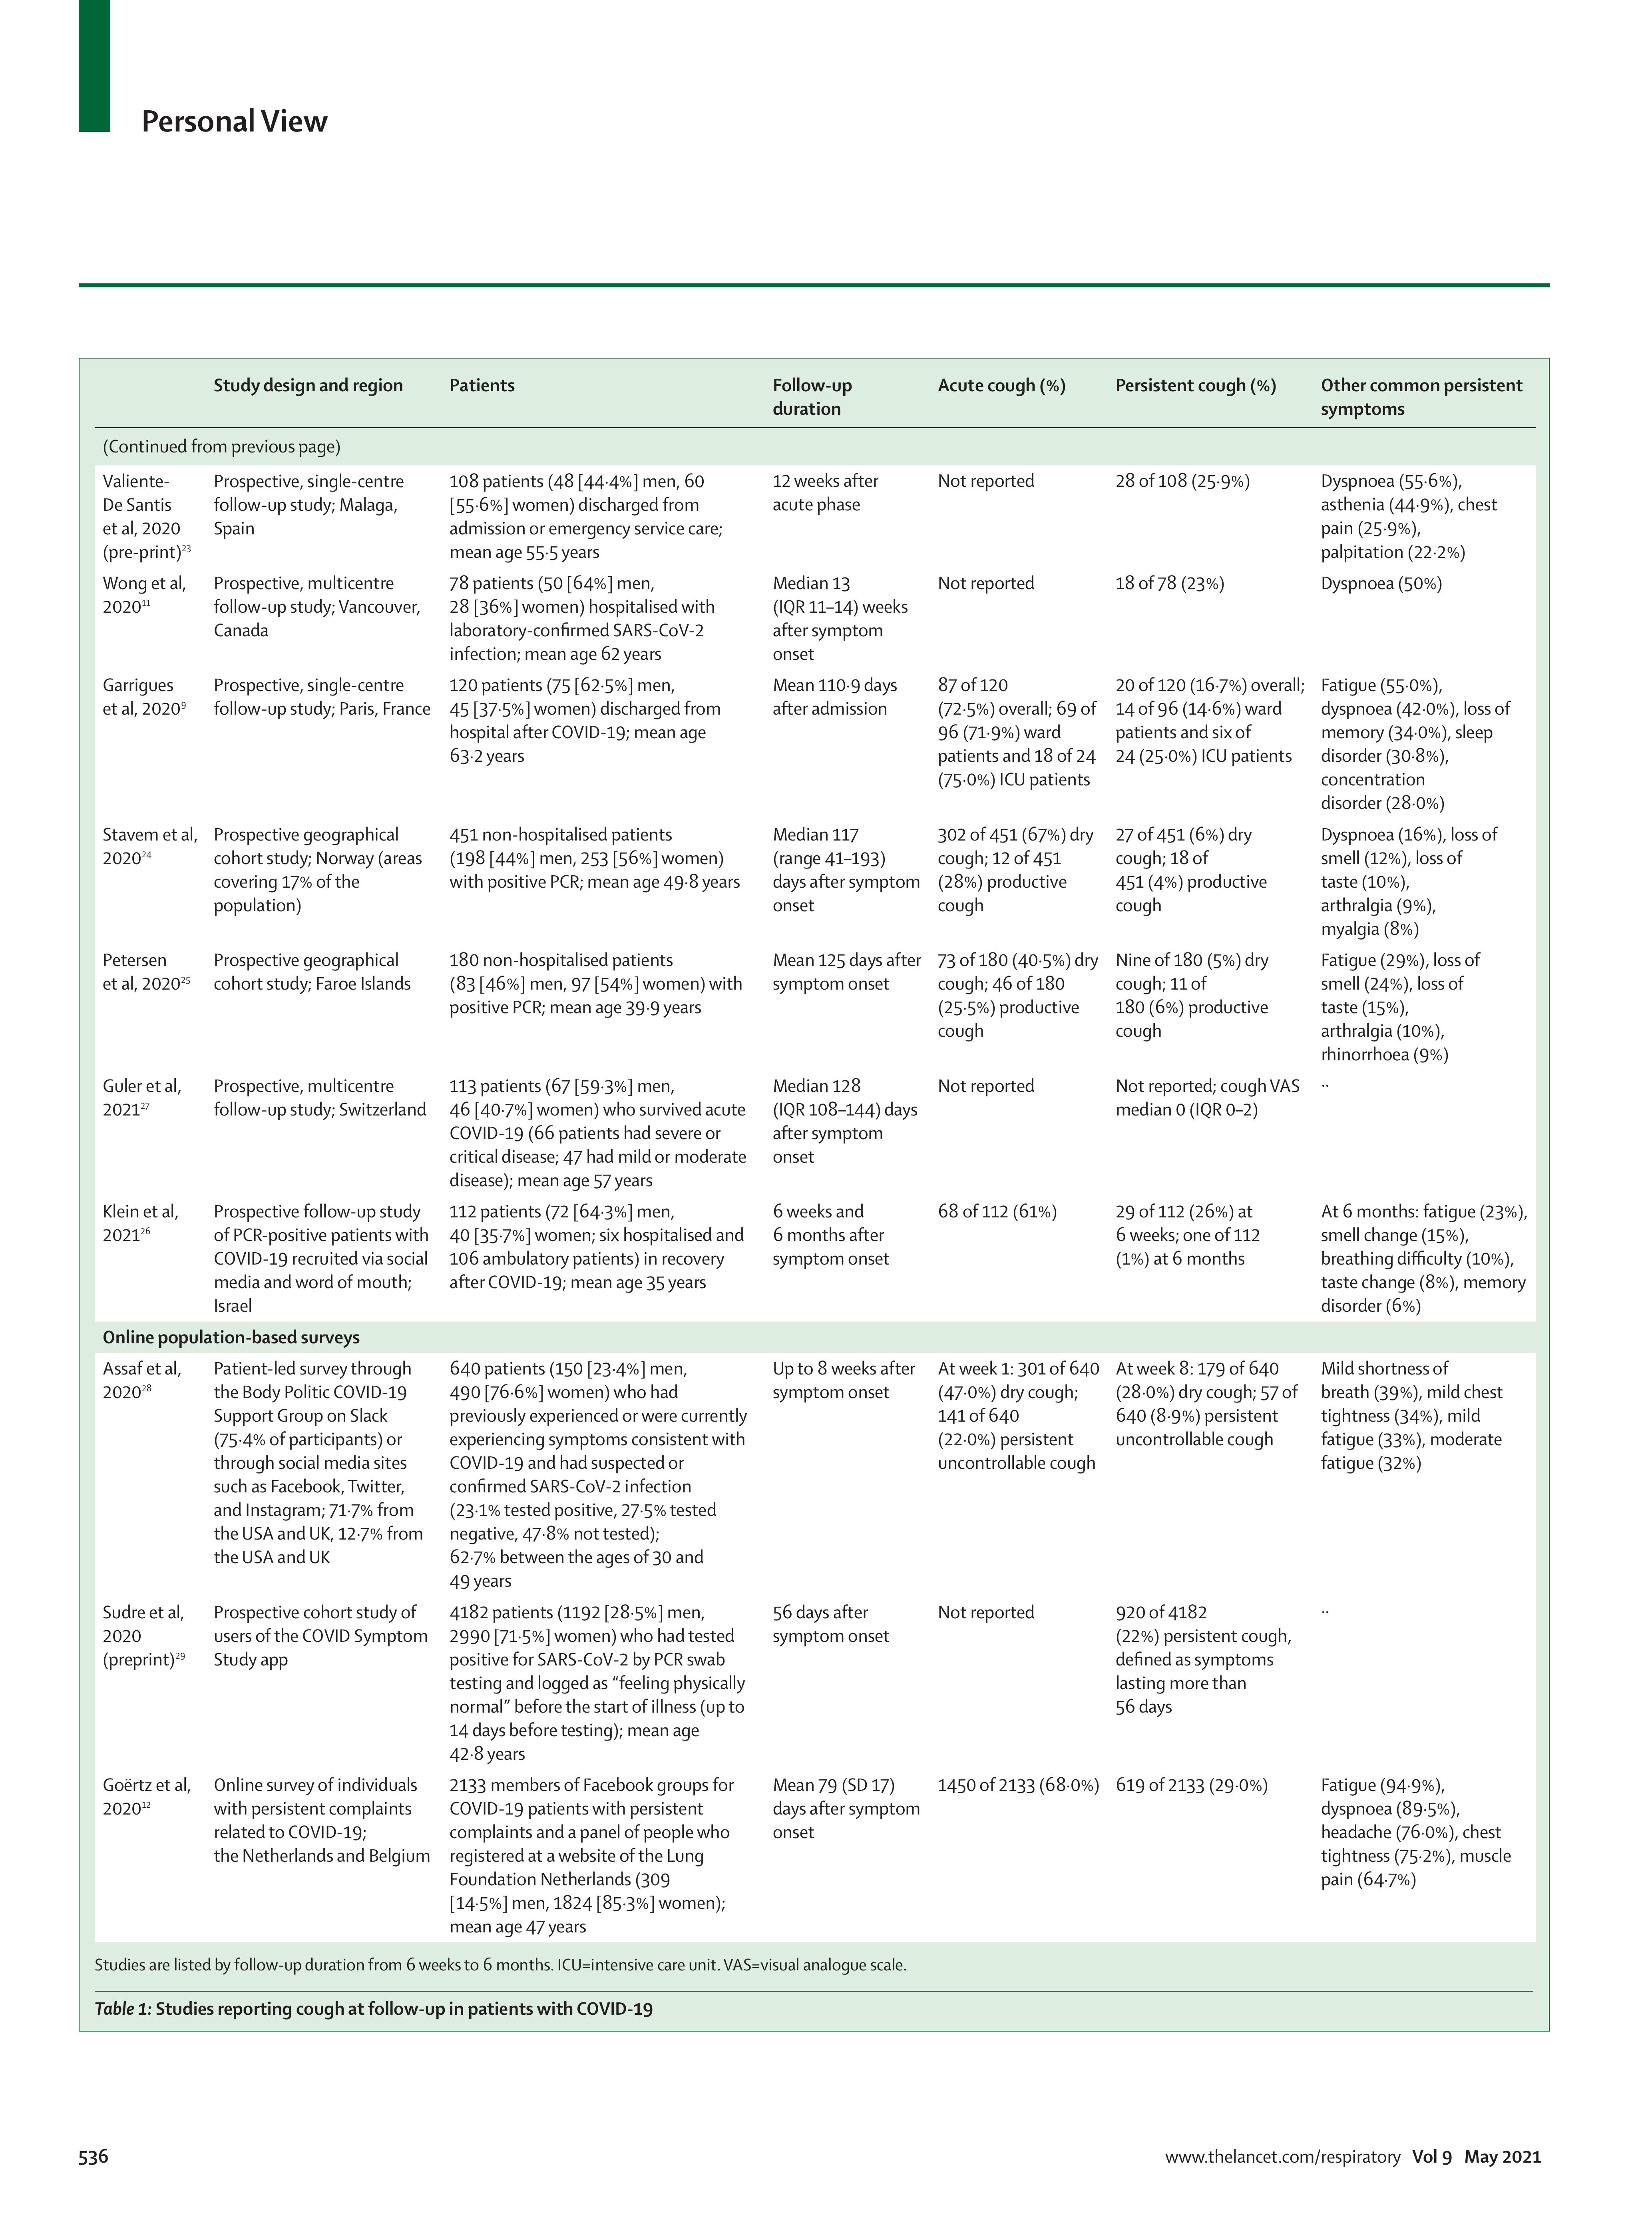 Personal View
Study design and region
Patients
Follow-up
duration
Acute cough (%)
Persistent cough (%)
Other common persistent
symptoms
(Continued from previous page)
Valiente-
De Santis
et al, 2020
(pre-print)23
Prospective, single-centre
follow-up study; Malaga,
Spain
108 patients (48 [44·4%] men, 60
[55·6%] women) discharged from
admission or emergency service care;
mean age 55·5 years
12 weeks after
acute phase
Not reported
28 of 108 (25·9%)
Dyspnoea (55·6%),
asthenia (44·9%), chest
pain (25·9%),
palpitation (22·2%)
Wong et al,
202011
Prospective, multicentre
follow-up study; Vancouver,
Canada
78 patients (50 [64%] men,
28 [36%] women) hospitalised with
laboratory-confirmed SARS-CoV-2
infection; mean age 62 years
Median 13
(IQR 11–14) weeks
after symptom
onset
Not reported
18 of 78 (23%)
Dyspnoea (50%)
Garrigues
et al, 20209
Prospective, single-centre
follow-up study; Paris, France
120 patients (75 [62·5%] men,
45 [37·5%] women) discharged from
hospital after COVID-19; mean age
63·2 years
Mean 110·9 days
after admission
87 of 120
(72·5%) overall; 69 of
96 (71·9%) ward
patients and 18 of 24
(75·0%) ICU patients
20 of 120 (16·7%) overall;
14 of 96 (14·6%) ward
patients and six of
24 (25·0%) ICU patients
Fatigue (55·0%),
dyspnoea (42·0%), loss of
memory (34·0%), sleep
disorder (30·8%),
concentration
disorder (28·0%)
Stavem et al,
202024
Prospective geographical
cohort study; Norway (areas
covering 17% of the
population)
451 non-hospitalised patients
(198 [44%] men, 253 [56%] women)
with positive PCR; mean age 49·8 years
Median 117
(range 41–193)
days after symptom
onset
302 of 451 (67%) dry
cough; 12 of 451
(28%) productive
cough
27 of 451 (6%) dry
cough; 18 of
451 (4%) productive
cough
Dyspnoea (16%), loss of
smell (12%), loss of
taste (10%),
arthralgia (9%),
myalgia (8%)
Petersen
et al, 202025
Prospective geographical
cohort study; Faroe Islands
180 non-hospitalised patients
(83 [46%] men, 97 [54%] women) with
positive PCR; mean age 39·9 years
Mean 125 days after
symptom onset
73 of 180 (40·5%) dry
cough; 46 of 180
(25·5%) productive
cough
Nine of 180 (5%) dry
cough; 11 of
180 (6%) productive
cough
Fatigue (29%), loss of
smell (24%), loss of
taste (15%),
arthralgia (10%),
rhinorrhoea (9%)
Guler et al,
202127
Prospective, multicentre
follow-up study; Switzerland
113 patients (67 [59·3%] men,
46 [40·7%] women) who survived acute
COVID-19 (66 patients had severe or
critical disease; 47 had mild or moderate
disease); mean age 57 years
Median 128
(IQR 108–144) days
after symptom
onset
Not reported
Not reported; cough VAS
median 0 (IQR 0–2)
··
Klein et al,
202126
Prospective follow-up study
of PCR-positive patients with
COVID-19 recruited via social
media and word of mouth;
Israel
112 patients (72 [64·3%] men,
40 [35·7%] women; six hospitalised and
106 ambulatory patients) in recovery
after COVID-19; mean age 35 years
6 weeks and
6 months after
symptom onset
68 of 112 (61%)
29 of 112 (26%) at
6 weeks; one of 112
(1%) at 6 months
At 6 months: fatigue (23%),
smell change (15%),
breathing difficulty (10%),
taste change (8%), memory
disorder (6%)
Online population-based surveys
Assaf et al,
202028
Patient-led survey through
the Body Politic COVID-19
Support Group on Slack
(75·4% of participants) or
through social media sites
such as Facebook, Twitter,
and Instagram; 71·7% from
the USA and UK, 12·7% from
the USA and UK
640 patients (150 [23·4%] men,
490 [76·6%] women) who had
previously experienced or were currently
experiencing symptoms consistent with
COVID-19 and had suspected or
confirmed SARS-CoV-2 infection
(23·1% tested positive, 27·5% tested
negative, 47·8% not tested);
62·7% between the ages of 30 and
49 years
Up to 8 weeks after
symptom onset
At week 1: 301 of 640
(47·0%) dry cough;
141 of 640
(22·0%) persistent
uncontrollable cough
At week 8: 179 of 640
(28·0%) dry cough; 57 of
640 (8·9%) persistent
uncontrollable cough
Mild shortness of
breath (39%), mild chest
tightness (34%), mild
fatigue (33%), moderate
fatigue (32%)
Sudre et al,
2020
(preprint)29
Prospective cohort study of
users of the COVID Symptom
Study app
4182 patients (1192 [28·5%] men,
2990 [71·5%] women) who had tested
positive for SARS-CoV-2 by PCR swab
testing and logged as “feeling physically
normal” before the start of illness (up to
14 days before testing); mean age
42·8 years
56 days after
symptom onset
Not reported
920 of 4182
(22%) persistent cough,
defined as symptoms
lasting more than
56 days
··
Goërtz et al,
202012
Online survey of individuals
with persistent complaints
related to COVID-19;
the Netherlands and Belgium
2133 members of Facebook groups for
COVID-19 patients with persistent
complaints and a panel of people who
registered at a website of the Lung
Foundation Netherlands (309
[14·5%] men, 1824 [85·3%] women);
mean age 47 years
Mean 79 (SD 17)
days after symptom
onset
1450 of 2133 (68·0%)
619 of 2133 (29·0%)
Fatigue (94·9%),
dyspnoea (89·5%),
headache (76·0%), chest
tightness (75·2%), muscle
pain (64·7%)
Studies are listed by follow-up duration from 6 weeks to 6 months. ICU=intensive care unit. VAS=visual analogue scale.
Table 1: Studies reporting cough at follow-up in patients with COVID-19
536
www.thelancet.com/respiratory Vol 9 May 2021